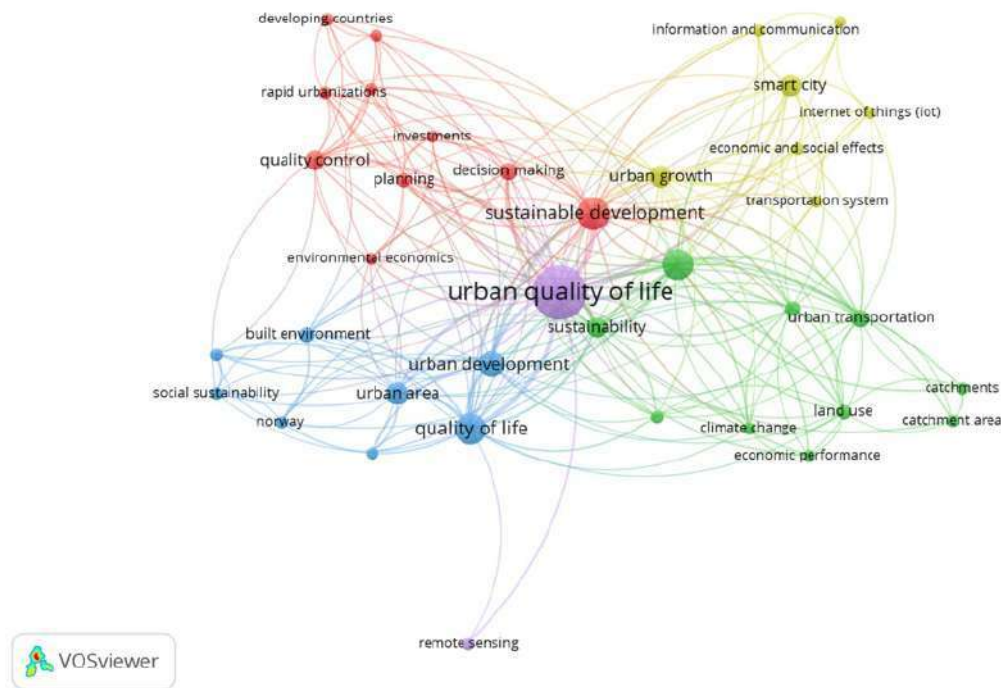 developing countries
information and communication
smart city
rapid urbanizations
internet of things (iot)
investments
economic and social effects
quality control
decision making
planning
urban growth
transportation system
sustainable development
environmental economics
urban quality of life
sustainability
urban transportation
built environment
urban development
social sustainability
urban area
catchments
land use
norway
quality of life
climate change
catchment area
economic performance
remote sensing
VOSviewer